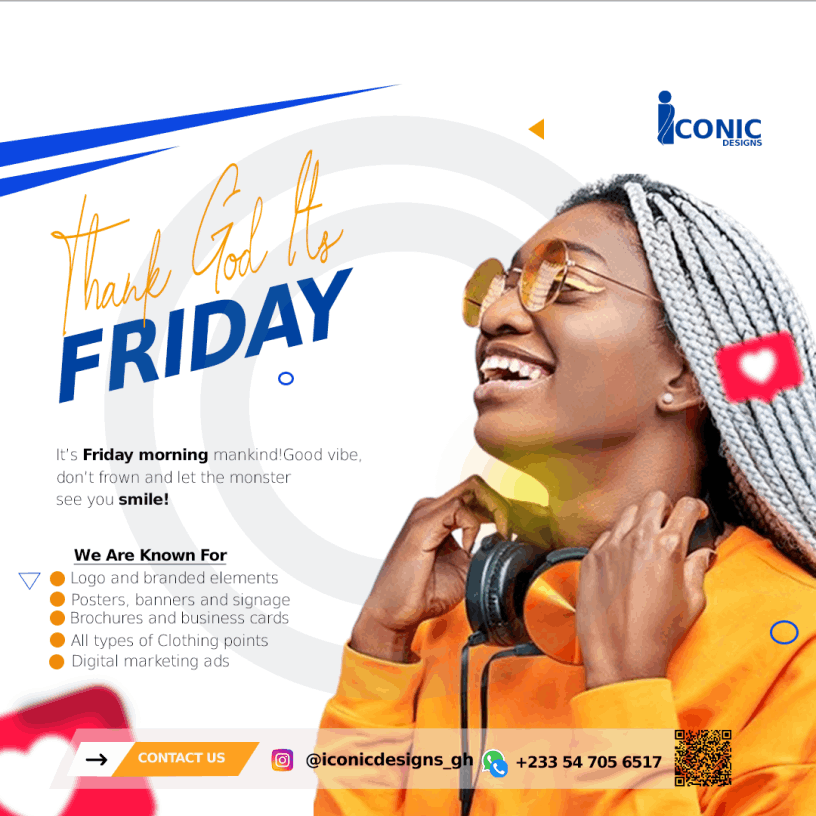 iCONIC
DESIGNS
Thank God Its
FRIDAY
It's Friday morning mankind!Good vibe,
don't frown and let the monster
see you smile!
We Are Known For
Logo and branded elements
Posters, banners and signage
Brochures and business cards
All types of Clothing points
Digital marketing ads
CONTACT US
@iconicdesigns_gh
+233 54 705 6517